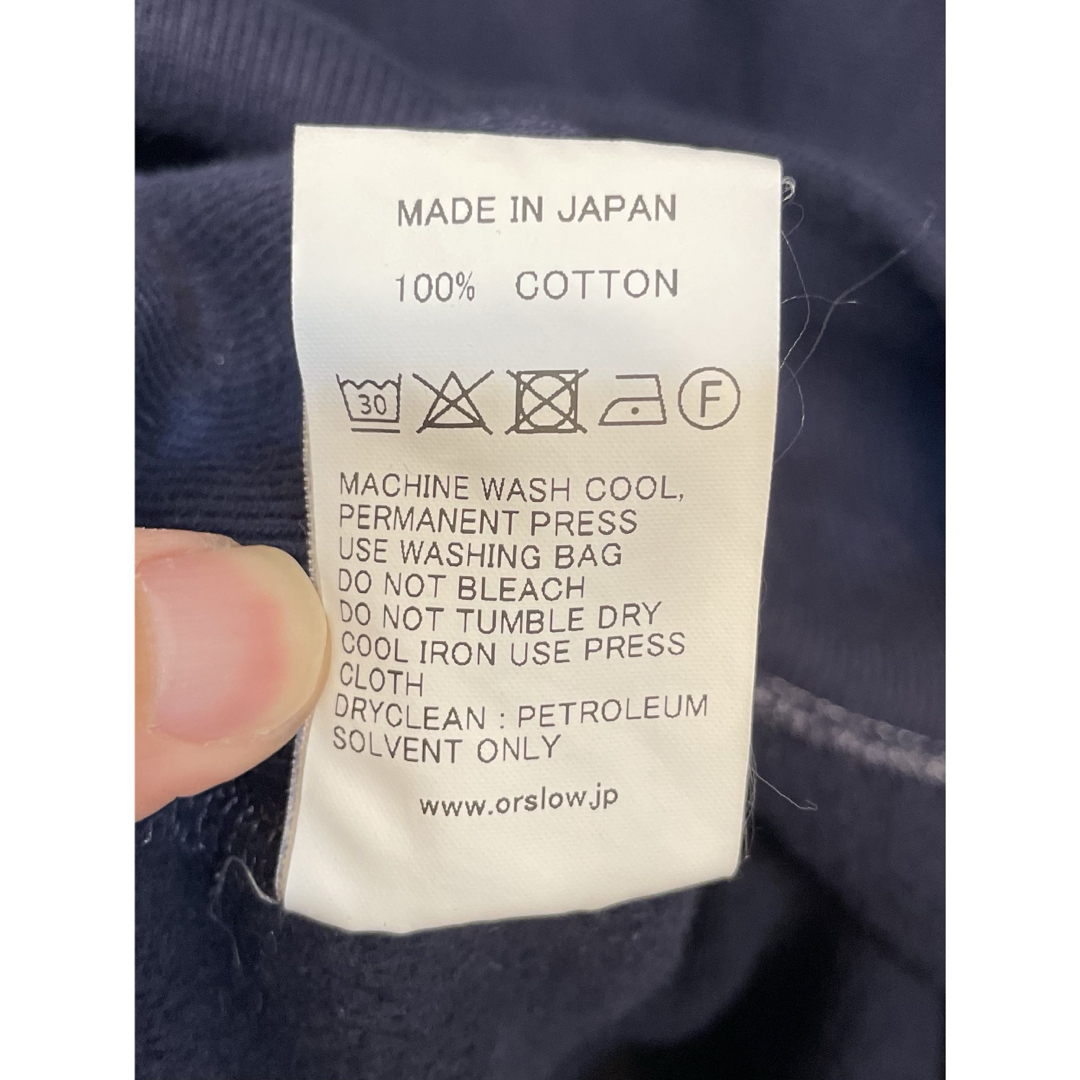 MADE IN JAPAN
100% COTTON
30 F
MACHINE WASH COOL,
PERMANENT PRESS
USE WASHING BAG
DO NOT BLEACH
DO NOT TUMBLE DRY
COOL IRON USE PRESS
CLOTH
DRYCLEAN : PETROLEUM
SOLVENT ONLY
www.orslow.jp